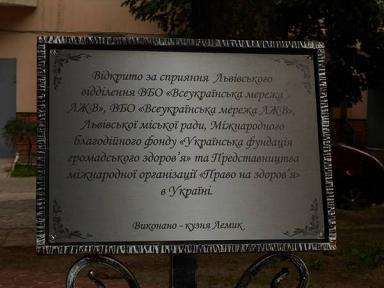 Відкрито за сприяння Львівського
відділення ВБО «Всеукраїнська мережа
ЛЖВ», ВБО «Всеукраїнська мережа ЛЖВ»,
Львівської міської ради, Міжнародного
благодійного фонду «Українська фундація
громадського здоров'я» та Представництва
міжнародної організації «Право на здоров'я»
в Україні.
Виконано - кузня Лемик